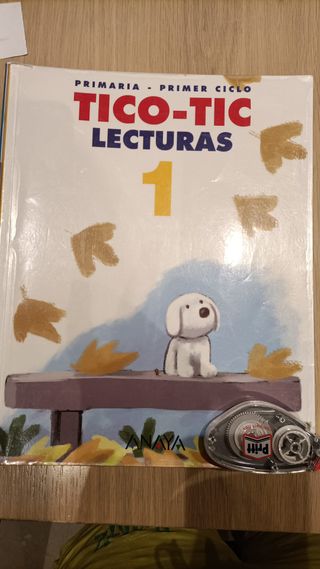 PRIMARIA - PRIMER CICLO
TICO-TIC
LECTURAS
1
ANAYA
Pritt